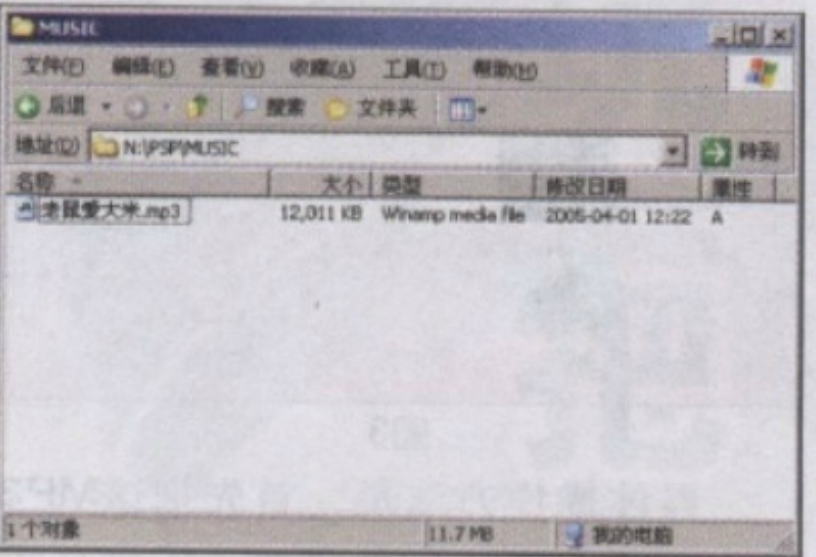 MUSIC
文件(F) 编辑(E) 查看(V) 收藏(A) 工具(T) 帮助(H)
后退 搜索 文件夹
地址(D) N:\PSP\MUSIC 转到
名称 大小 类型 修改日期 属性
老鼠愛大米.mp3 12,011 KB Winamp media file 2005-04-01 12:22 A
图3
1 个对象 11.7 MB 我的电脑